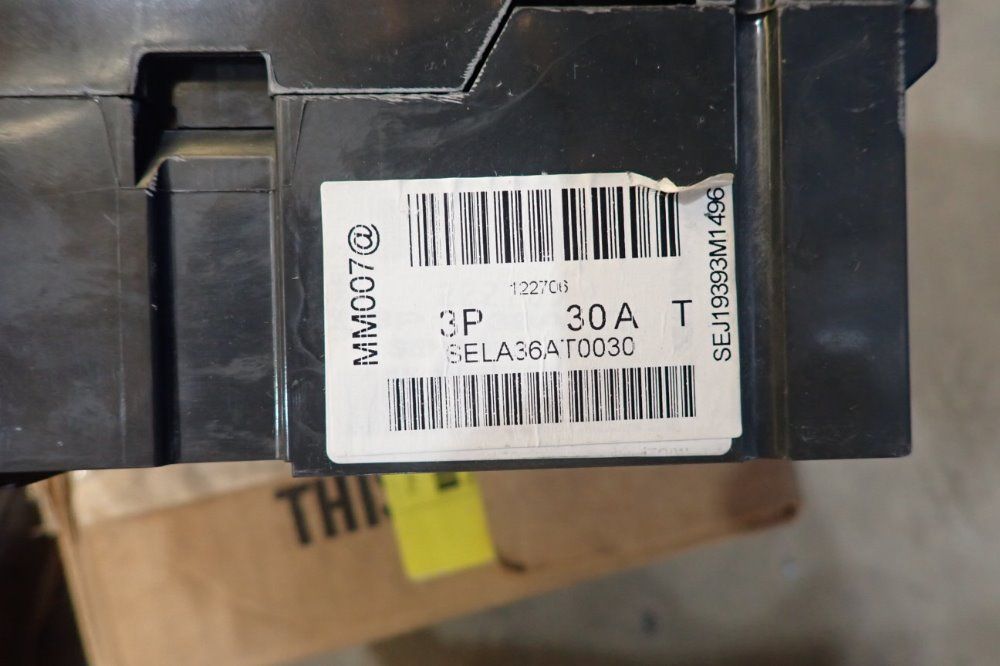 MM007@
122706
3P 30A T
SELA36AT0030
SEJ19393M1496
THI